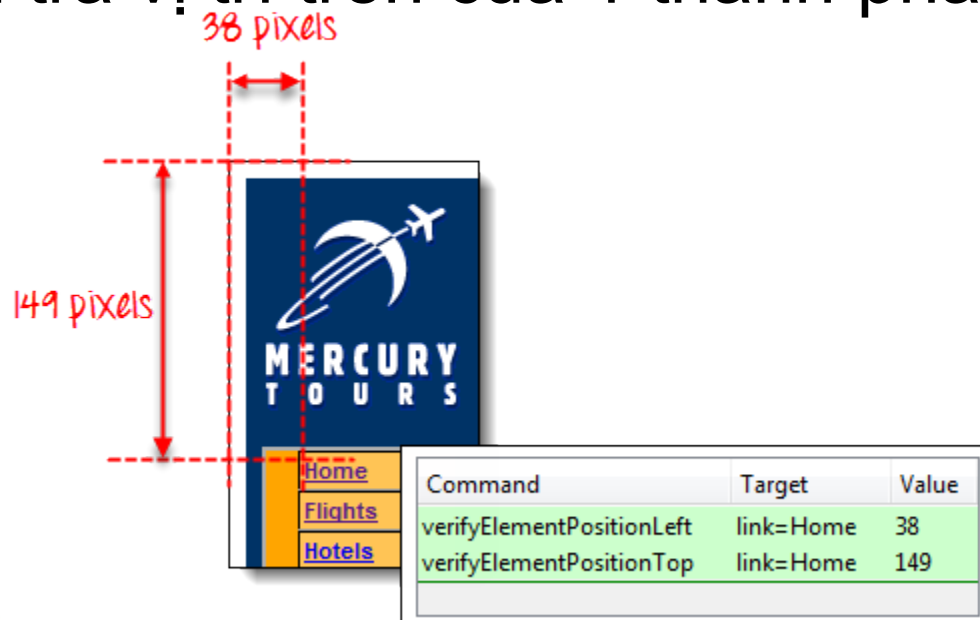 38 pixels
149 pixels
MERCURY
TOURS
Home
Flights
Hotels
Command Target Value
verifyElementPositionLeft link=Home 38
verifyElementPositionTop link=Home 149